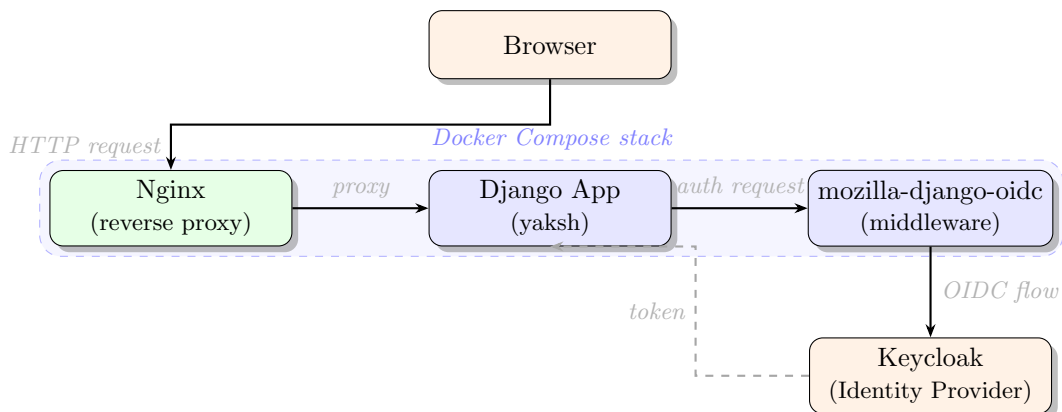 Browser
Docker Compose stack
HTTP request
Nginx
(reverse proxy)
proxy
Django App
(yaksh)
auth request
mozilla-django-oidc
(middleware)
OIDC flow
token
Keycloak
(Identity Provider)